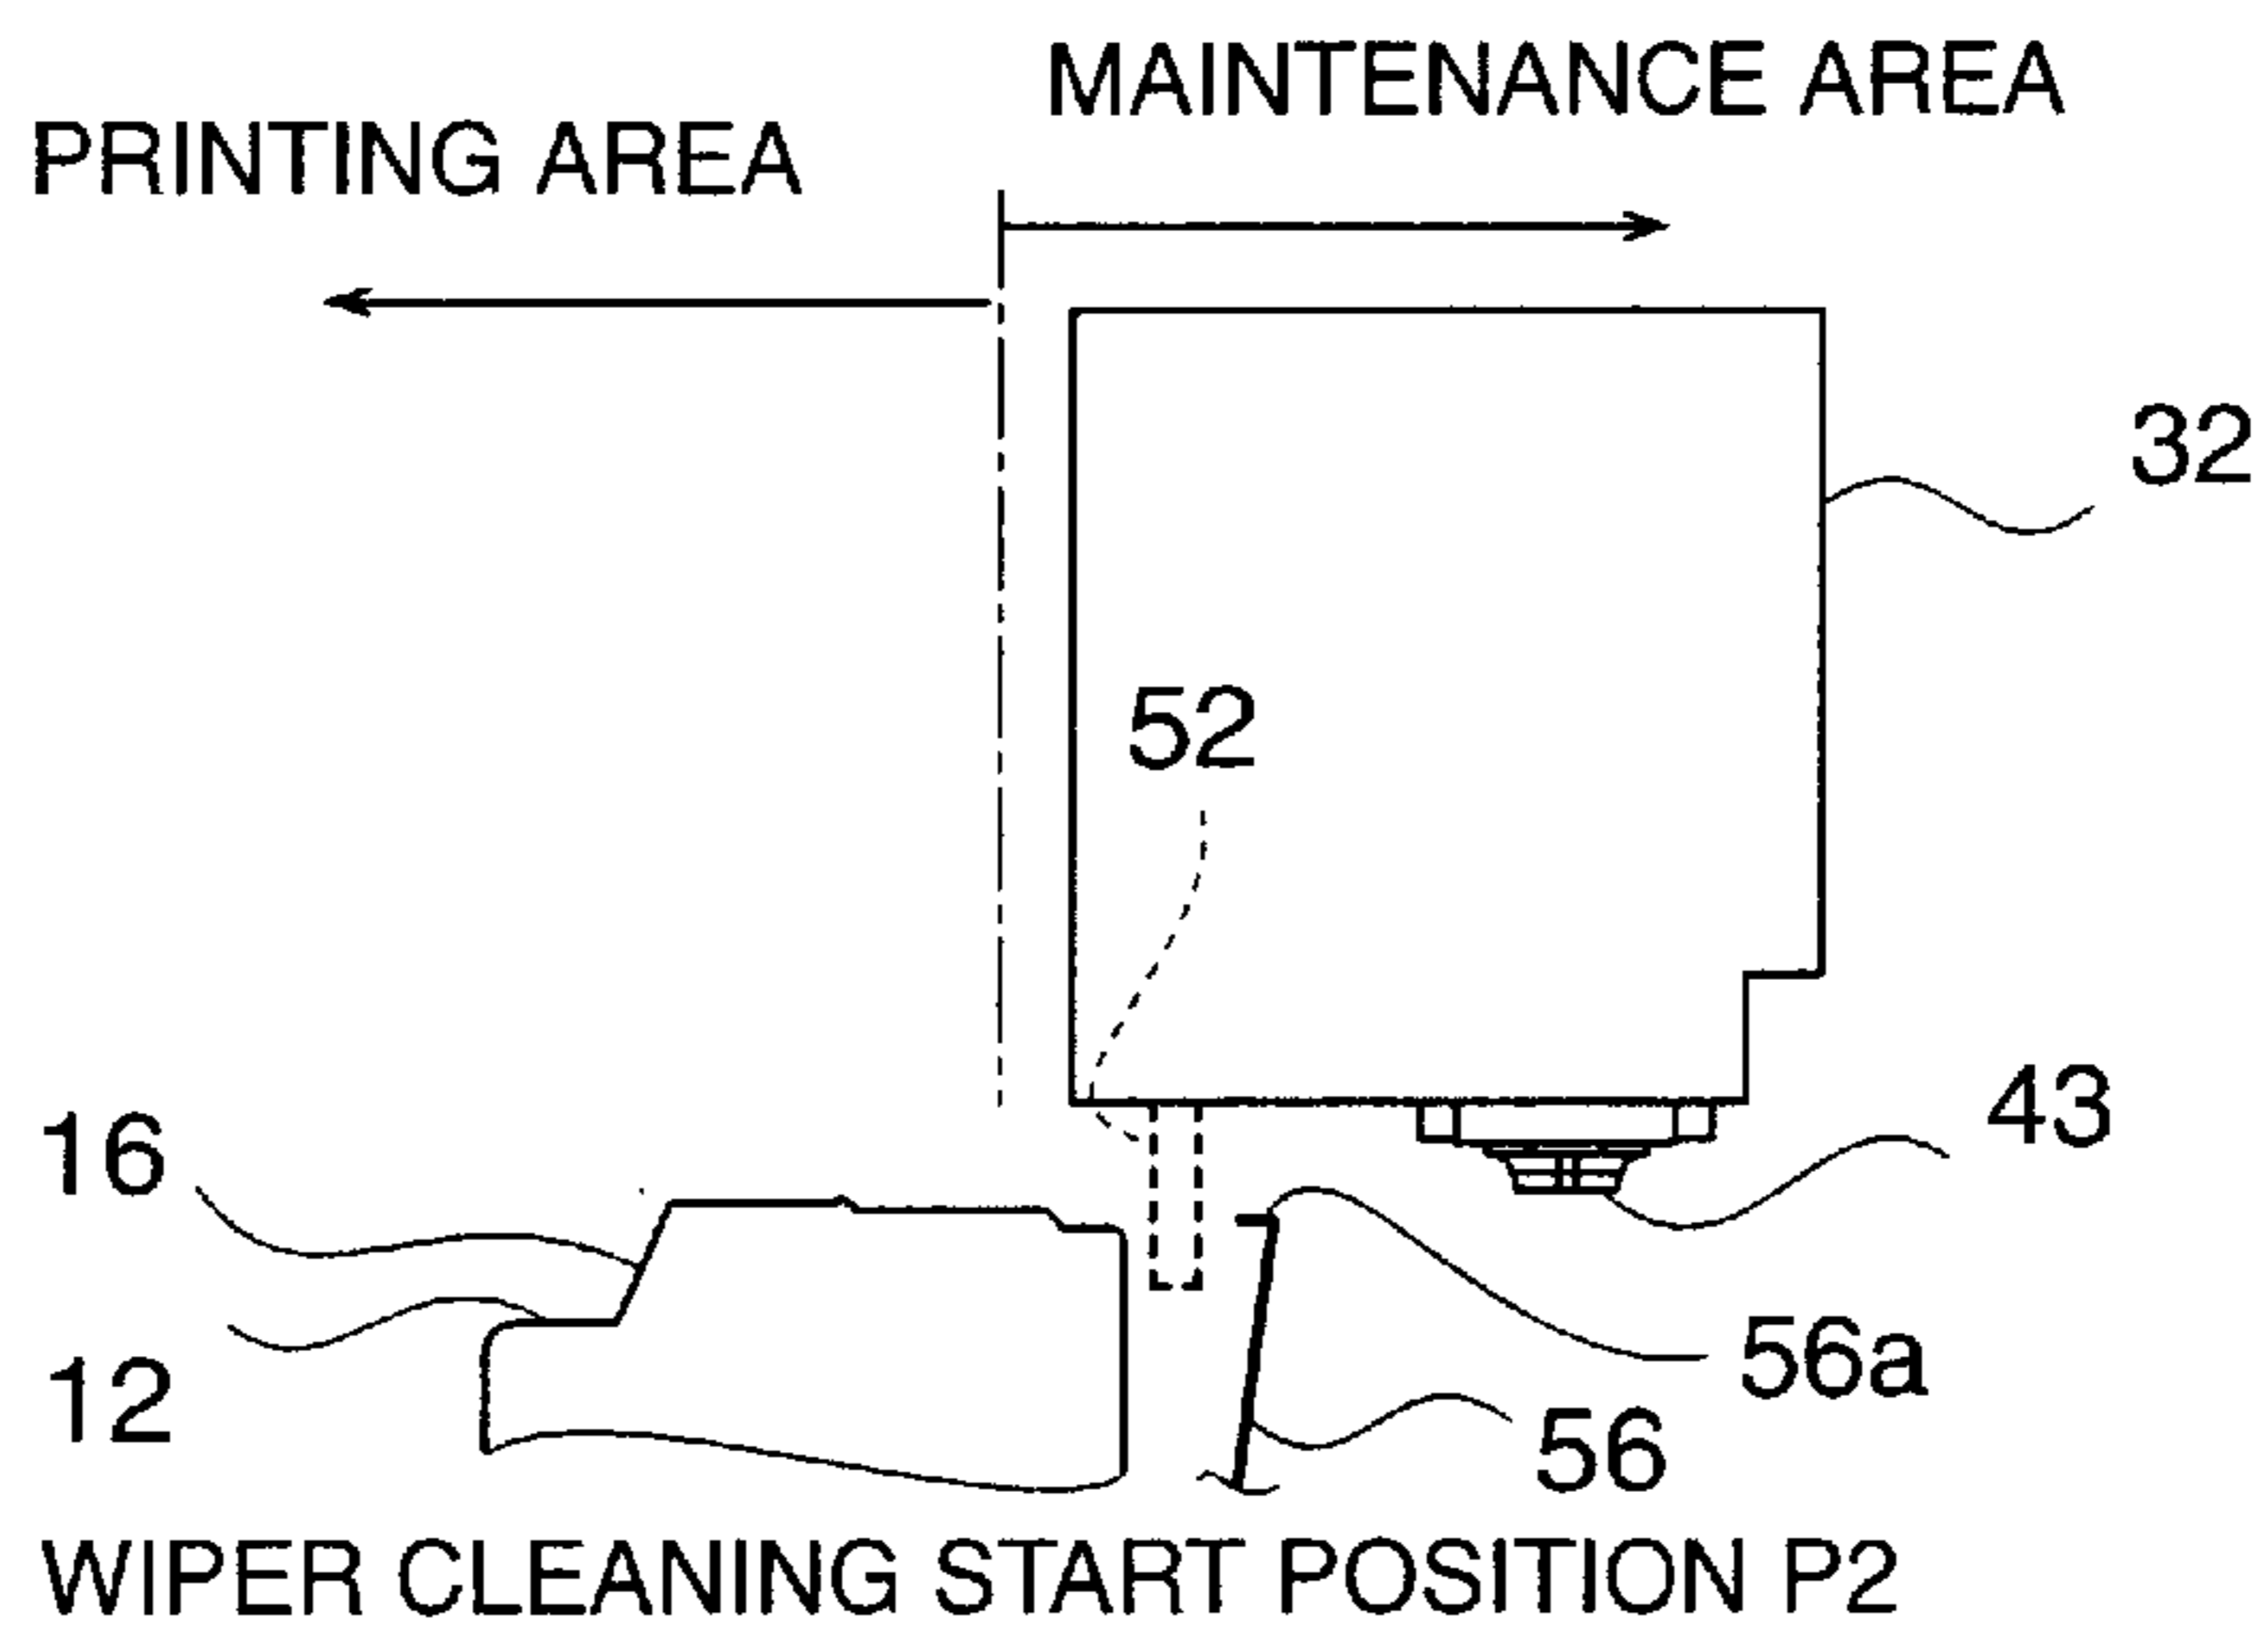 MAINTENANCE AREA
PRINTING AREA
32
52
43
16
56a
12
56
WIPER CLEANING START POSITION P2